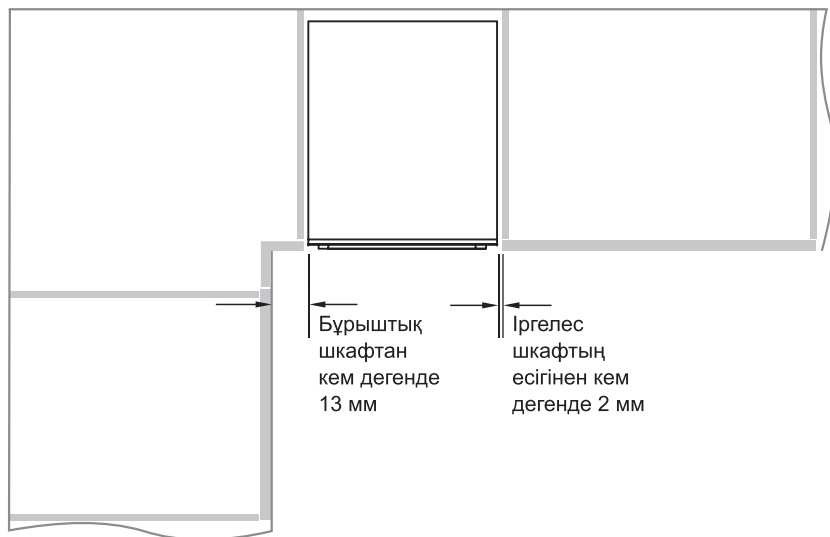 Бұрыштық
шкафтан
кем дегенде
13 мм
Іргелес
шкафтың
есігінен кем
дегенде 2 мм